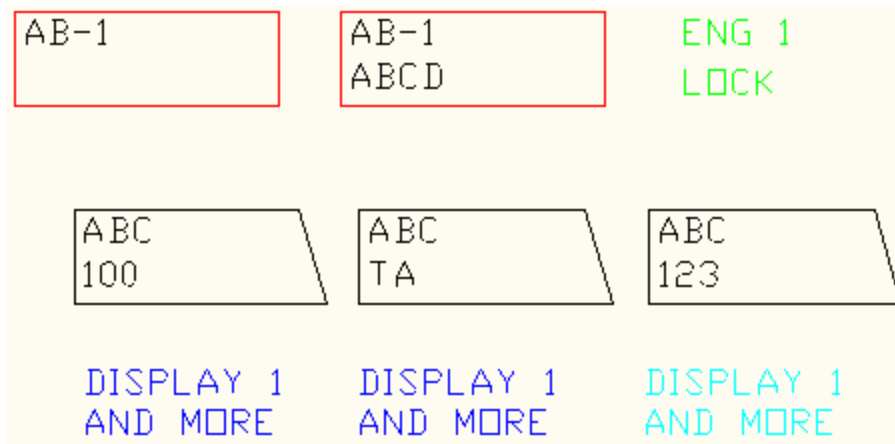 AB-1
AB-1
ABCD
ENG 1
LOCK
ABC
100
ABC
TA
ABC
123
DISPLAY 1
AND MORE
DISPLAY 1
AND MORE
DISPLAY 1
AND MORE